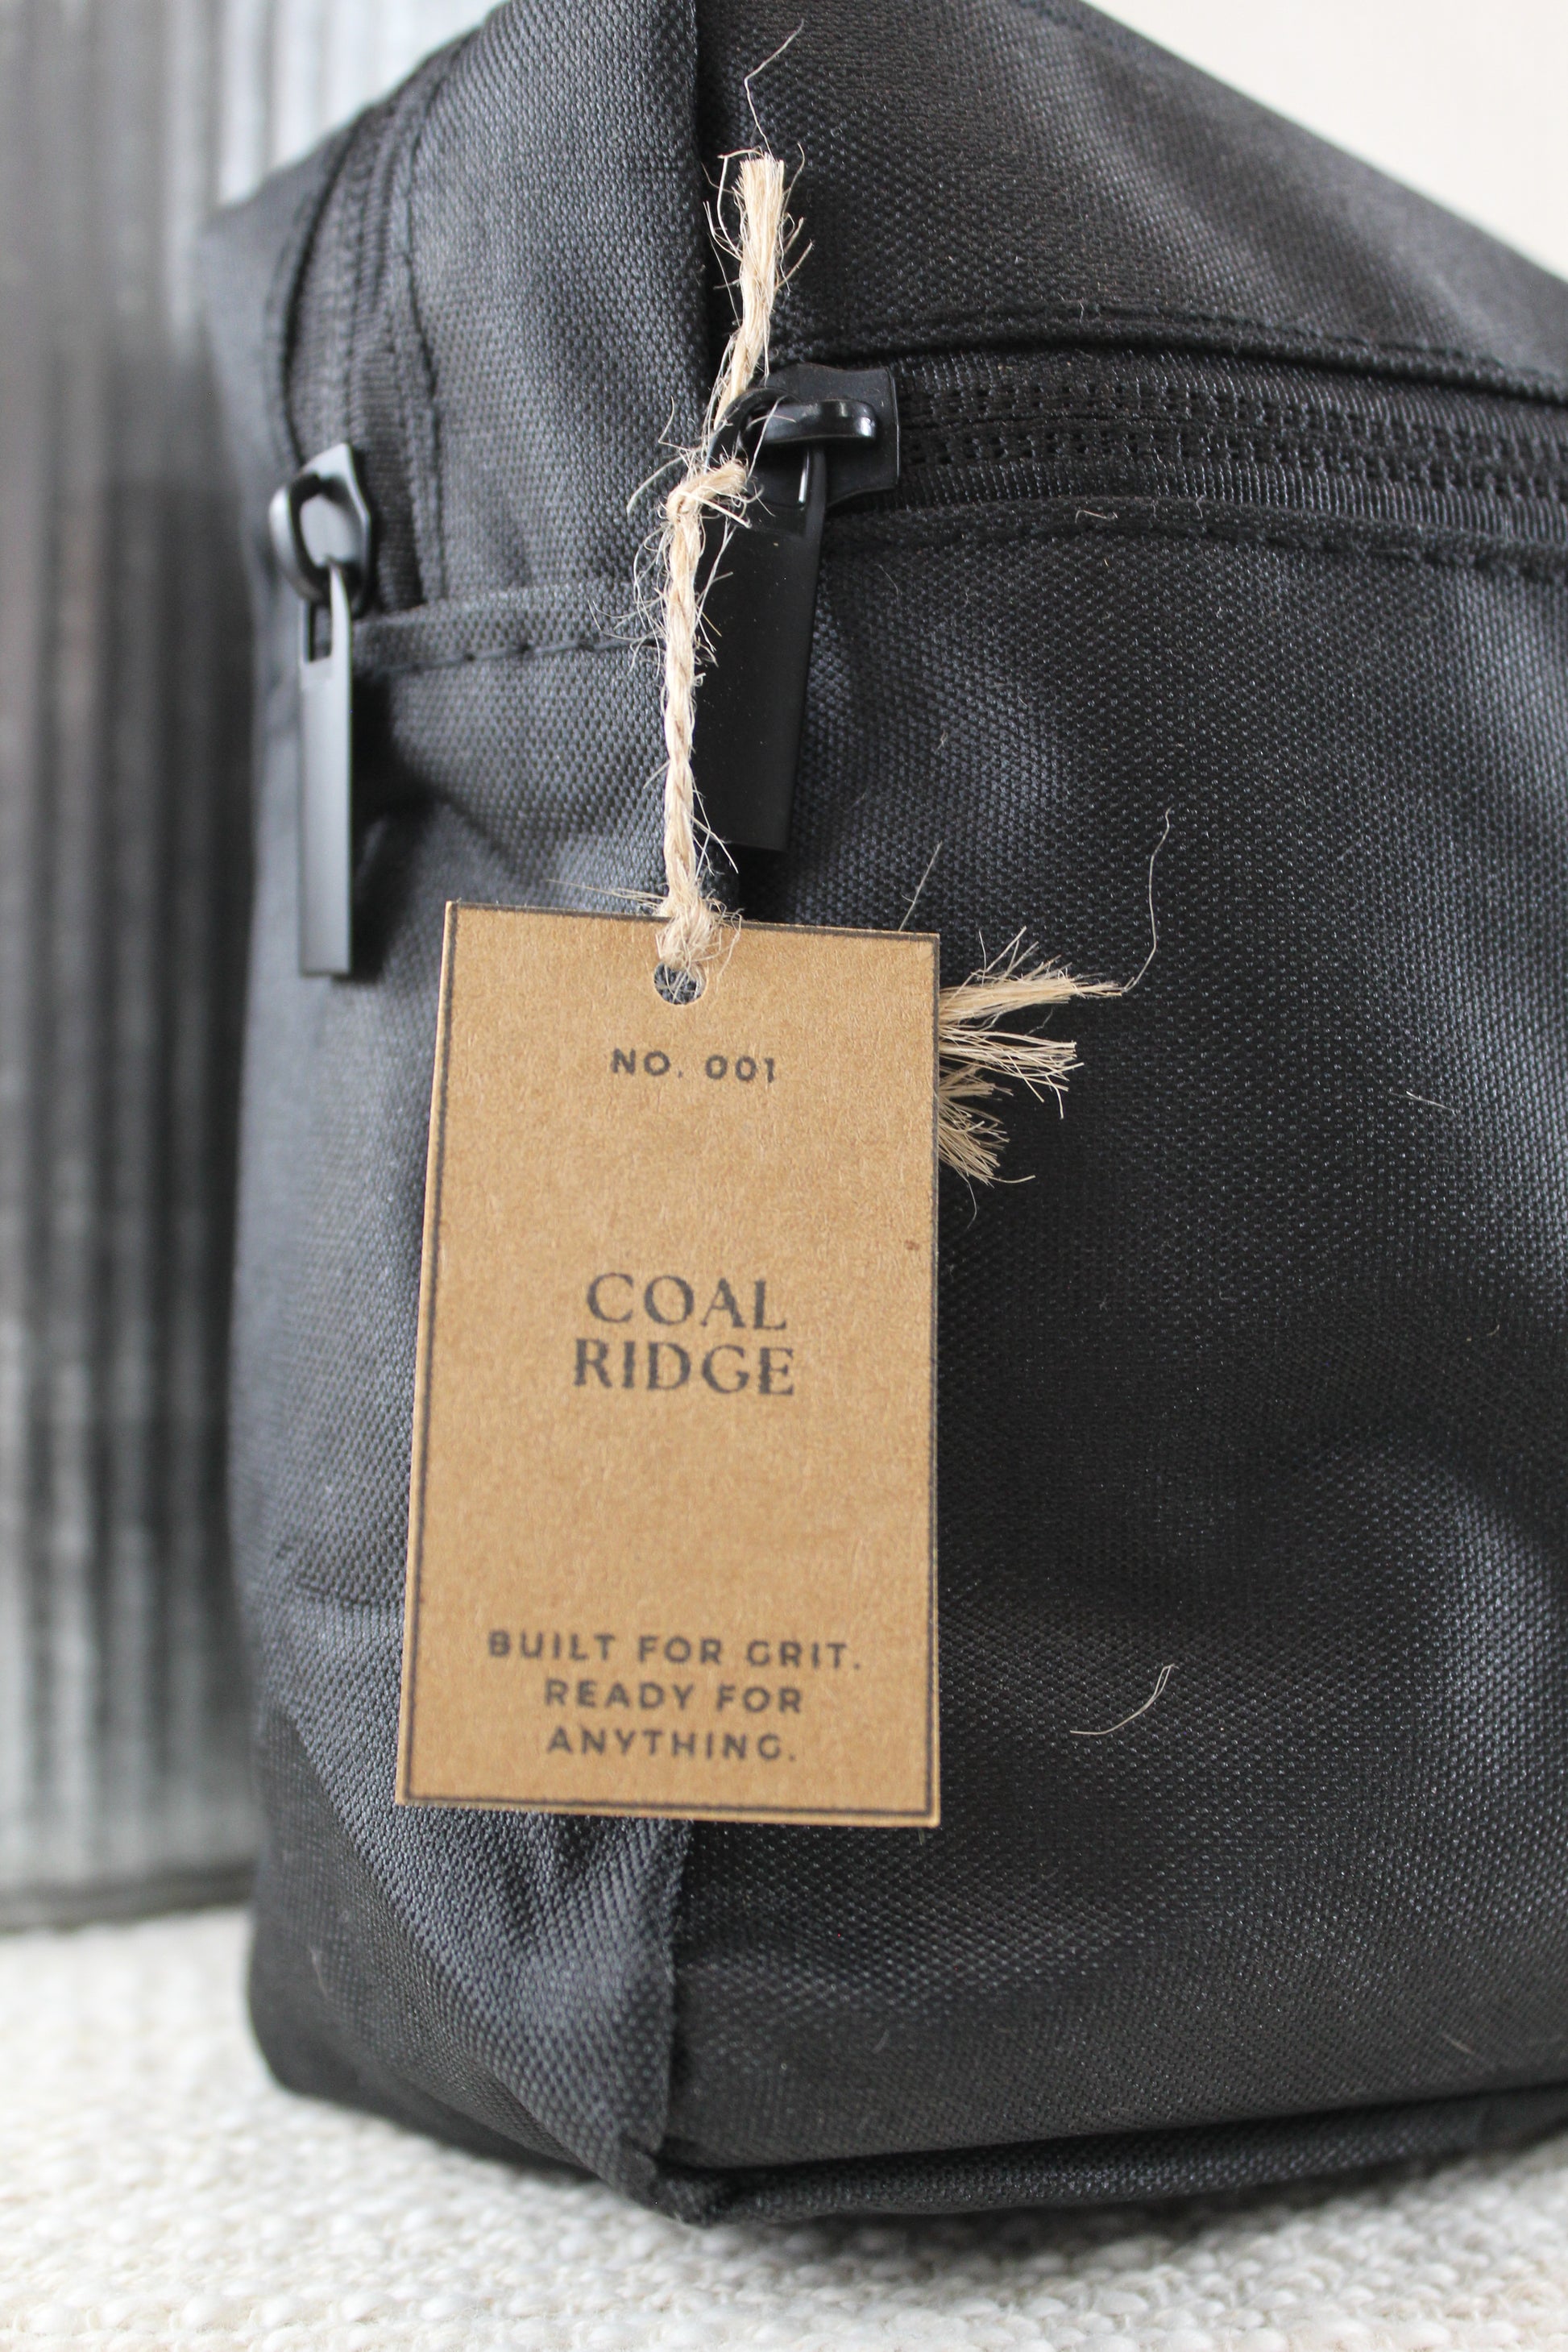 NO. 001
COAL
RIDGE
BUILT FOR GRIT.
READY FOR
ANYTHING.